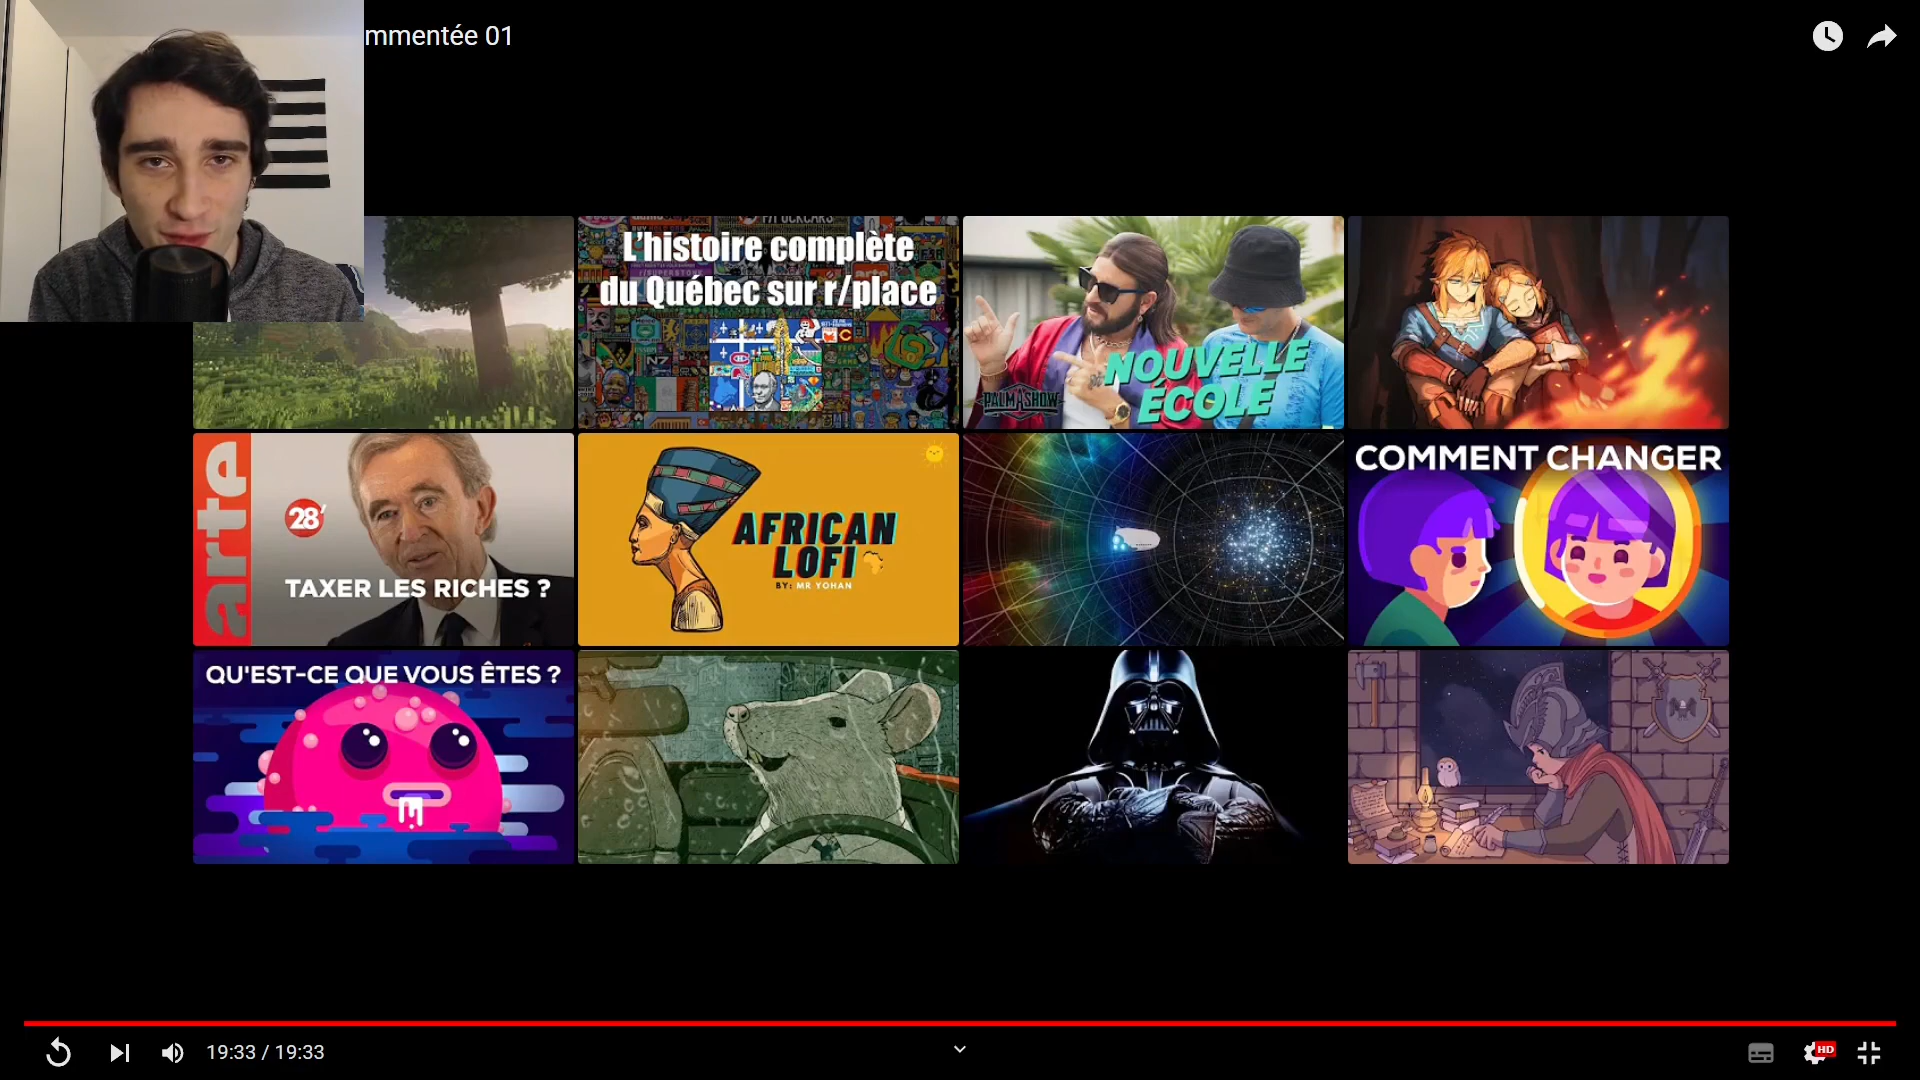 mmentée 01
L'histoire complète
du Québec sur r/place
NOUVELLE
ÉCOLE
PALMASHOW
arte
28'
TAXER LES RICHES ?
AFRICAN
LOFI
BY: MR YOHAN
COMMENT CHANGER
QU'EST-CE QUE VOUS ÊTES ?
19:33 / 19:33
HD